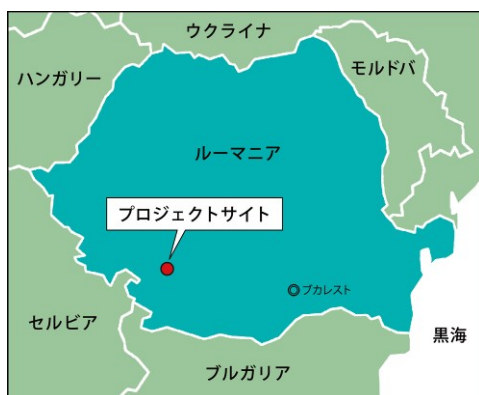 ウクライナ
モルドバ
ハンガリー
ルーマニア
プロジェクトサイト
ブカレスト
セルビア
黒海
ブルガリア